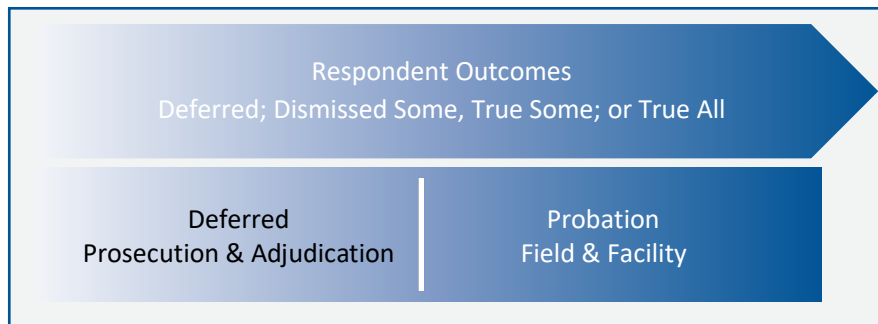 Respondent Outcomes
Deferred; Dismissed Some, True Some; or True All
Deferred
Prosecution & Adjudication
Probation
Field & Facility